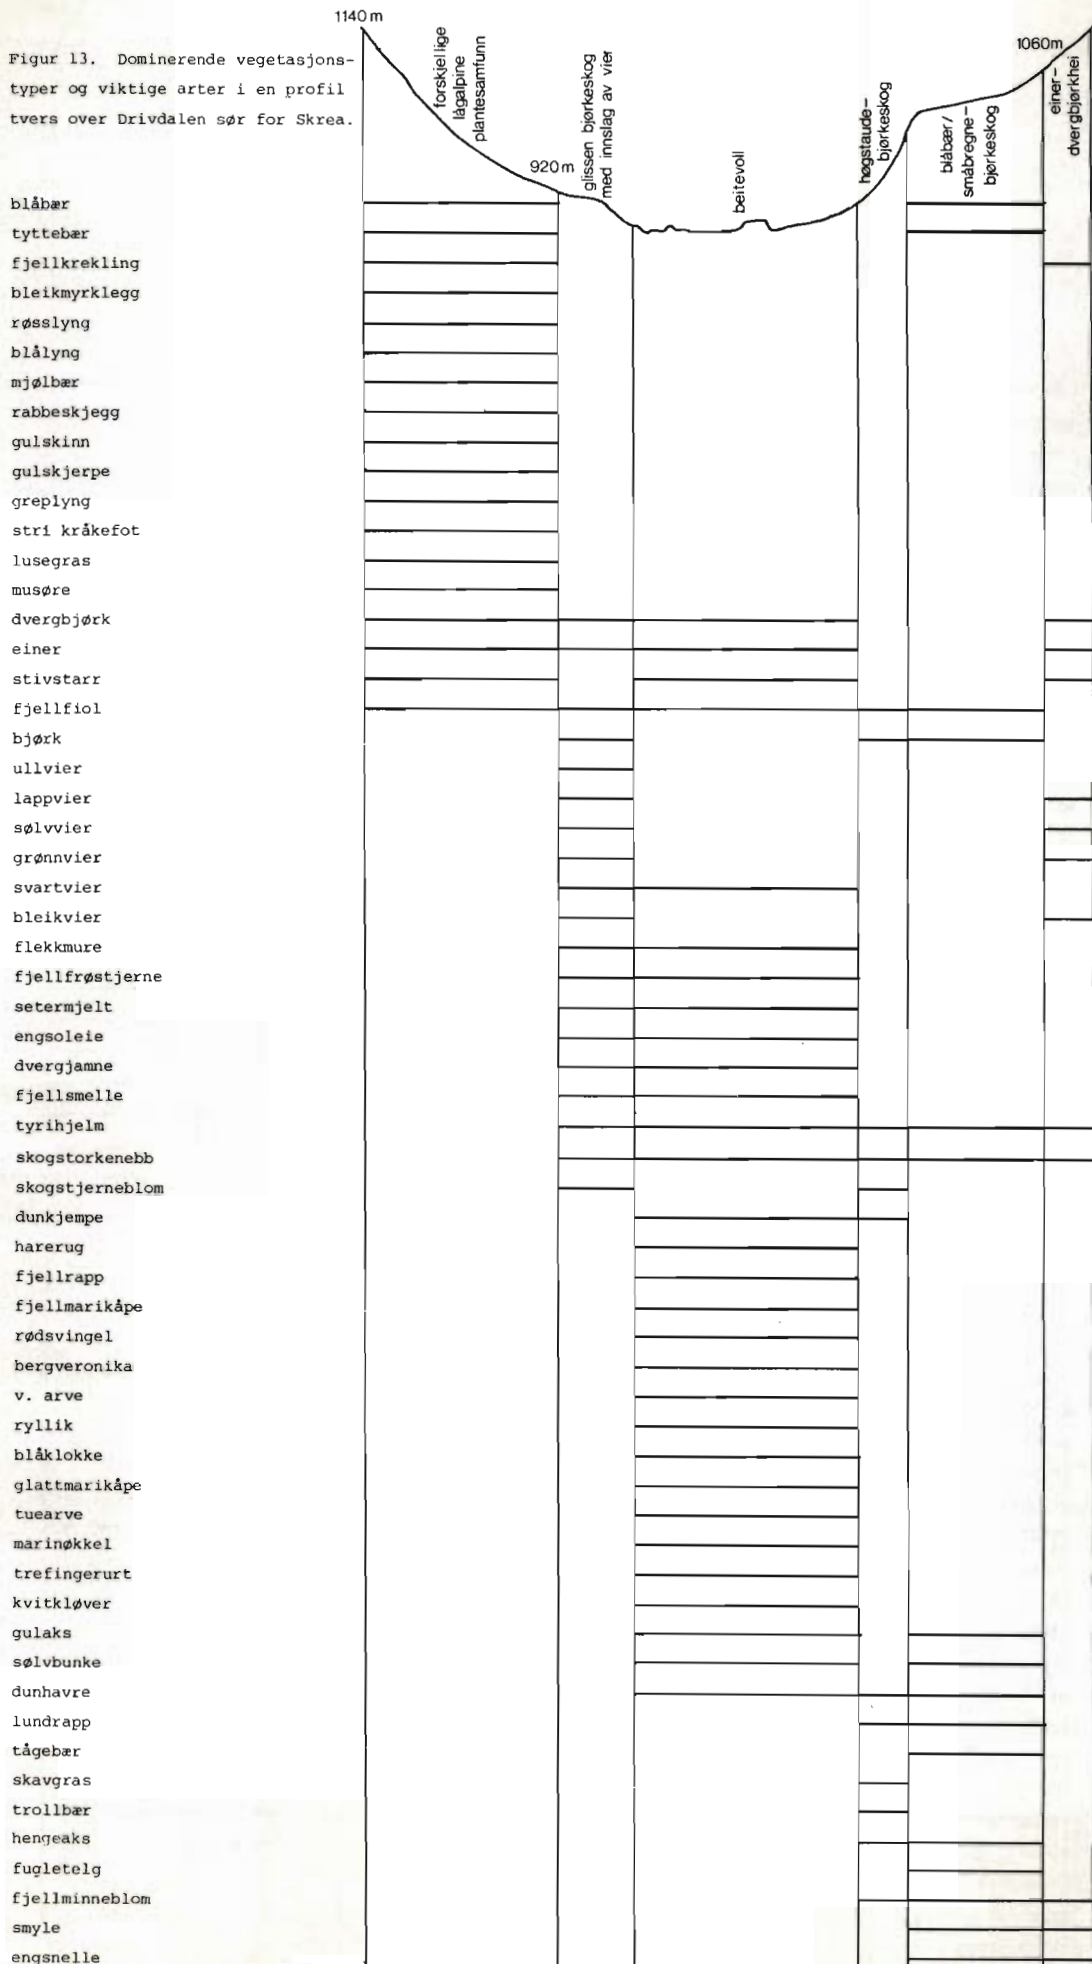 1140 m
Figur 13. Dominerende vegetasjons-
typer og viktige arter i en profil
tvers over Drivdalen sør for Skrea.
forskjellige
lågalpine
plantesamfunn
920 m
glissen bjørkeskog
med innslag av vier
beitevoll
høgstaude-
bjørkeskog
blåbær/
småbregne-
bjørkeskog
1060m
einer-
dvergbjørkhei
blåbær
tyttebær
fjellkrekling
bleikmyrklegg
røsslyng
blålyng
mjølbær
rabbeskjegg
gulskinn
gulskjerpe
greplyng
stri kråkefot
lusegras
musøre
dvergbjørk
einer
stivstarr
fjellfiol
bjørk
ullvier
lappvier
sølvvier
grønnvier
svartvier
bleikvier
flekkmure
fjellfrøstjerne
setermjelt
engsoleie
dvergjamne
fjellsmelle
tyrihjelm
skogstorkenebb
skogstjerneblom
dunkjempe
harerug
fjellrapp
fjellmarikåpe
rødsvingel
bergveronika
v. arve
ryllik
blåklokke
glattmarikåpe
tuearve
marinøkkel
trefingerurt
kvitkløver
gulaks
sølvbunke
dunhavre
lundrapp
tågebær
skavgras
trollbær
hengeaks
fugletelg
fjellminneblom
smyle
engsnelle